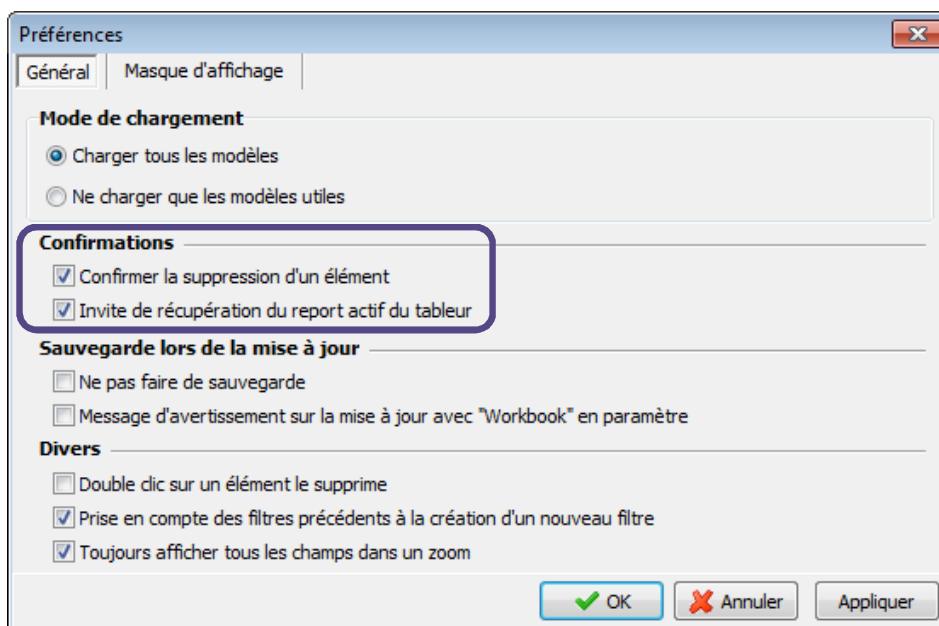 Préférences
Général
Masque d'affichage
Mode de chargement
Charger tous les modèles
Ne charger que les modèles utiles
Confirmations
Confirmer la suppression d'un élément
Invite de récupération du report actif du tableur
Sauvegarde lors de la mise à jour
Ne pas faire de sauvegarde
Message d'avertissement sur la mise à jour avec "Workbook" en paramètre
Divers
Double clic sur un élément le supprime
Prise en compte des filtres précédents à la création d'un nouveau filtre
Toujours afficher tous les champs dans un zoom
OK
Annuler
Appliquer